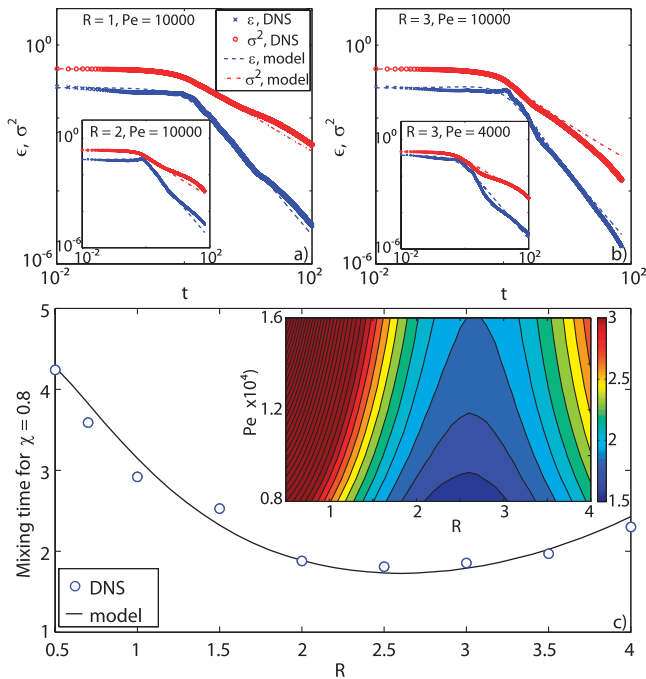 R = 1, Pe = 10000
ε, DNS
σ², DNS
ε, model
σ², model
10⁰
10⁻⁶
10⁻²
10²
ϵ, σ²
t
a)
R = 2, Pe = 10000
10⁰
10⁻⁶
10⁻²
10²
R = 3, Pe = 10000
10⁰
10⁻⁶
10⁻²
10²
t
b)
R = 3, Pe = 4000
10⁰
10⁻⁶
10⁻²
10²
Mixing time for χ = 0.8
5
4
3
2
1
0.5
1
1.5
2
2.5
3
3.5
4
R
c)
DNS
model
Pe x10⁴)
1.6
1.2
0.8
1
2
3
4
R
3
2.5
2
1.5